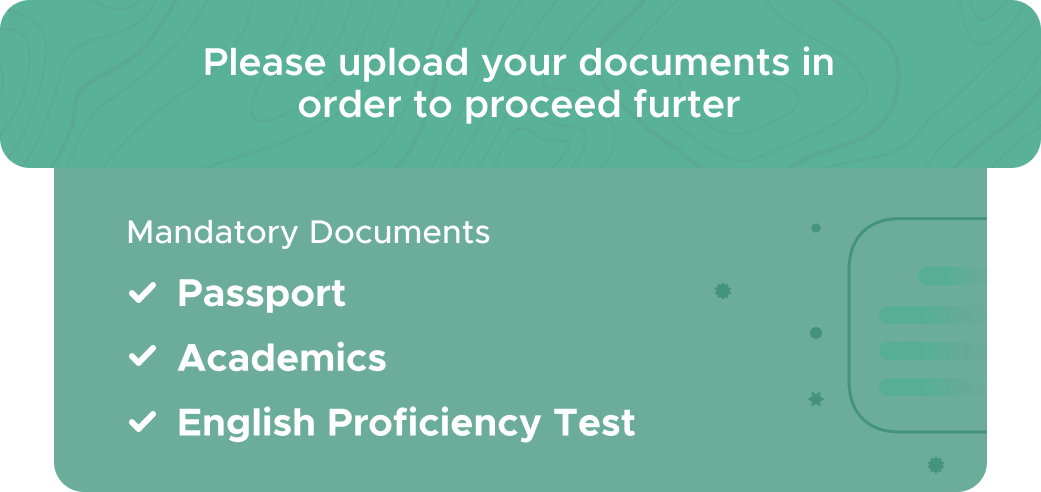 Please upload your documents in
order to proceed furter
Mandatory Documents
Passport
Academics
English Proficiency Test